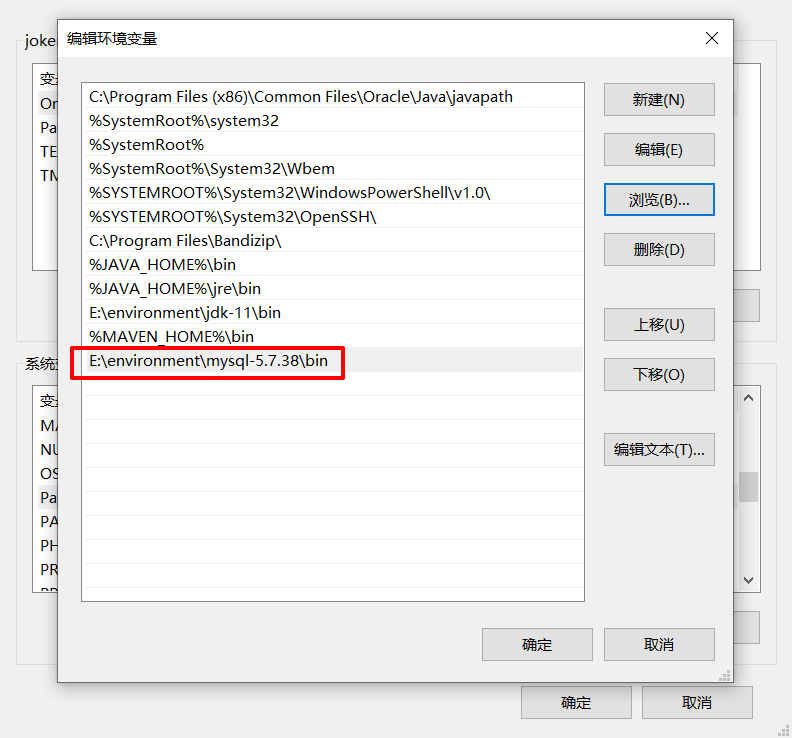 编辑环境变量
C:\Program Files (x86)\Common Files\Oracle\Java\javapath
%SystemRoot%\system32
%SystemRoot%
%SystemRoot%\System32\Wbem
%SYSTEMROOT%\System32\WindowsPowerShell\v1.0\
%SYSTEMROOT%\System32\OpenSSH\
C:\Program Files\Bandizip\
%JAVA_HOME%\bin
%JAVA_HOME%\jre\bin
E:\environment\jdk-11\bin
%MAVEN_HOME%\bin
E:\environment\mysql-5.7.38\bin
新建(N)
编辑(E)
浏览(B)...
删除(D)
上移(U)
下移(O)
编辑文本(T)...
确定
取消
joke
Or
Pa
TE
TM
系统
MA
NU
OS
Pa
PA
PH
PR
确定
取消